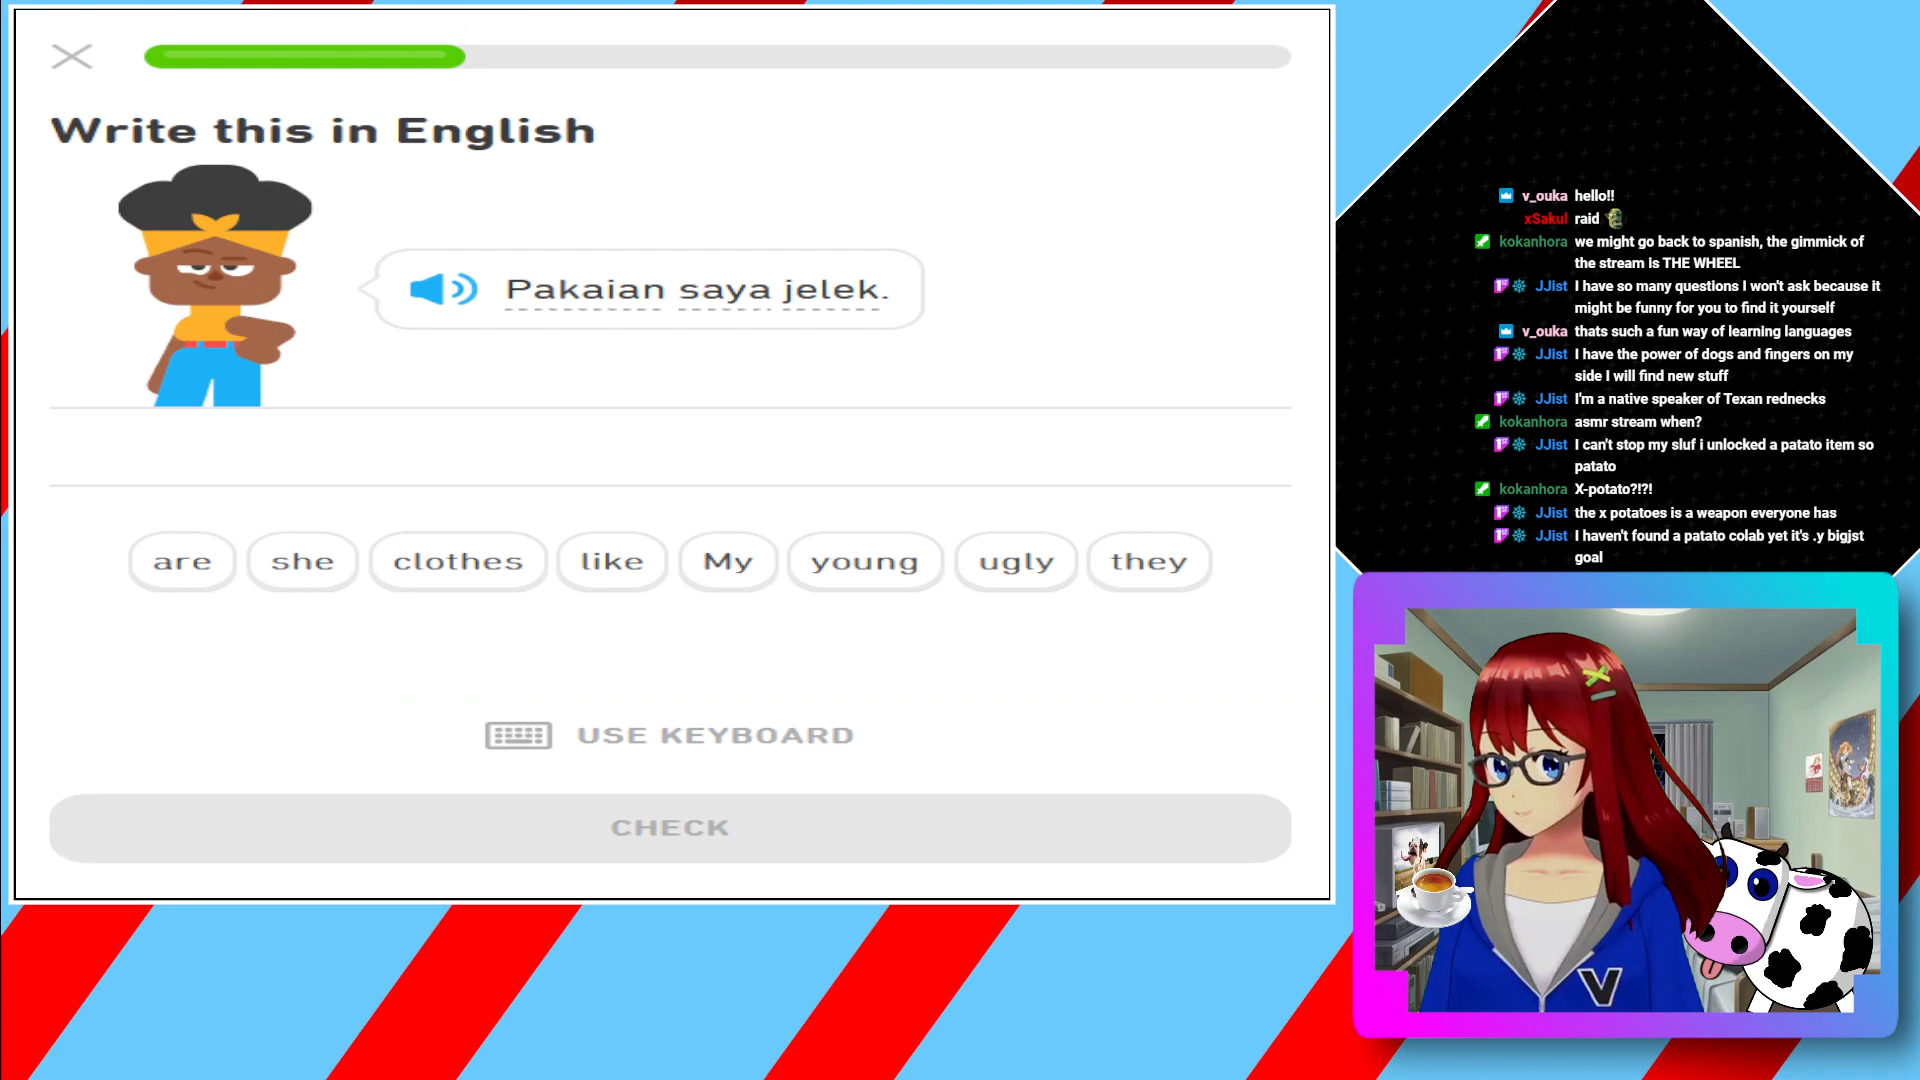 Write this in English
Pakaian saya jelek.
are she clothes like My young ugly they
USE KEYBOARD
CHECK
v_ouka hello!!
xSakul raid
kokanhora we might go back to spanish, the gimmick of
the stream is THE WHEEL
JJist I have so many questions I won't ask because it
might be funny for you to find it yourself
v_ouka thats such a fun way of learning languages
JJist I have the power of dogs and fingers on my
side I will find new stuff
JJist I'm a native speaker of Texan rednecks
kokanhora asmr stream when?
JJist I can't stop my sluf i unlocked a patato item so
patato
kokanhora X-potato?!?!
JJist the x potatoes is a weapon everyone has
JJist I haven't found a patato colab yet it's .y bigjst
goal
V